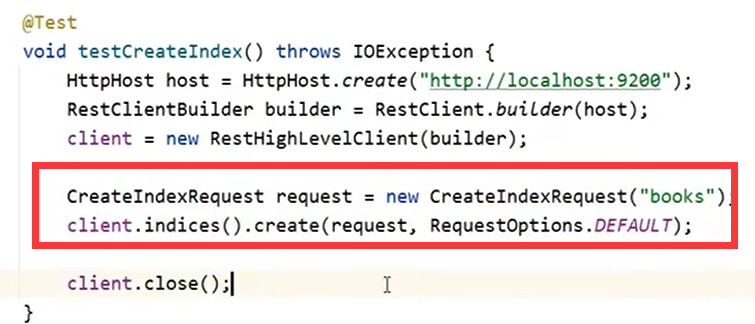 @Test
void testCreateIndex() throws IOException {
HttpHost host = HttpHost.create("http://localhost:9200");
RestClientBuilder builder = RestClient.builder(host);
client = new RestHighLevelClient(builder);
CreateIndexRequest request = new CreateIndexRequest("books");
client.indices().create(request, RequestOptions.DEFAULT);
client.close();
}